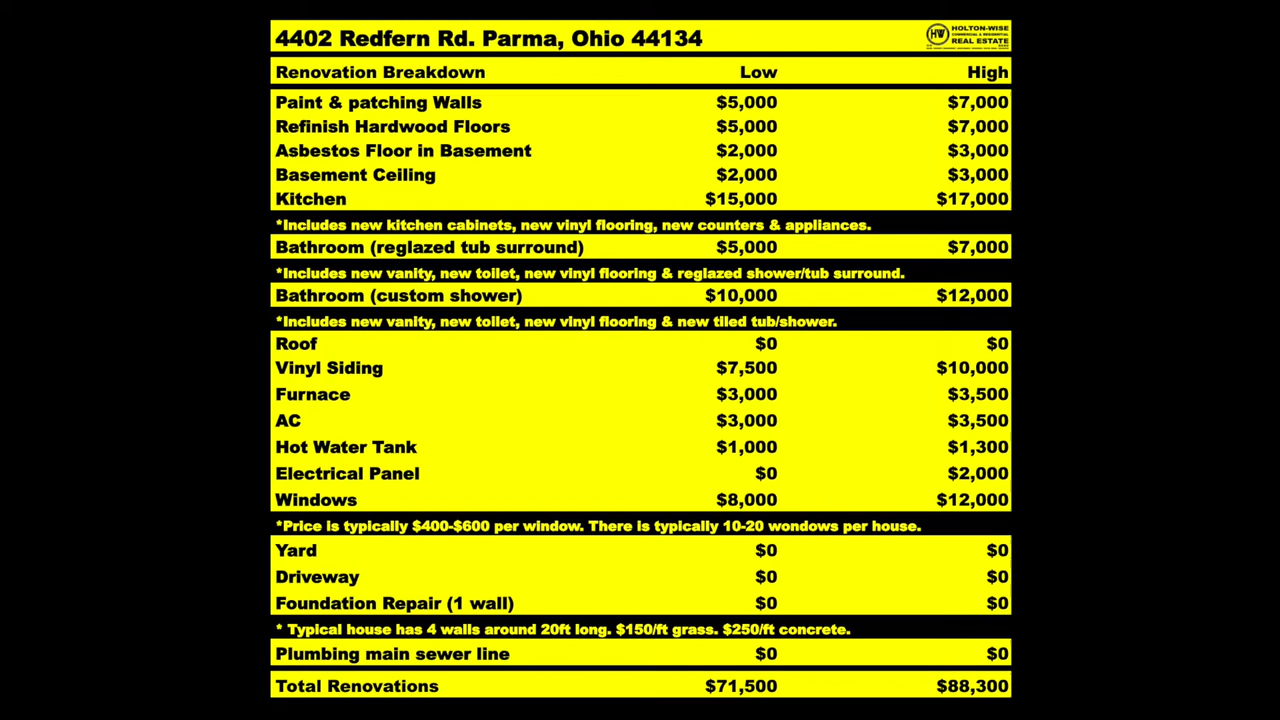 4402 Redfern Rd. Parma, Ohio 44134
HW
HOLTON-WISE
COMMERCIAL & RESIDENTIAL
REAL ESTATE
Renovation Breakdown Low High
Paint & patching Walls $5,000 $7,000
Refinish Hardwood Floors $5,000 $7,000
Asbestos Floor in Basement $2,000 $3,000
Basement Ceiling $2,000 $3,000
Kitchen $15,000 $17,000
*Includes new kitchen cabinets, new vinyl flooring, new counters & appliances.
Bathroom (reglazed tub surround) $5,000 $7,000
*Includes new vanity, new toilet, new vinyl flooring & reglazed shower/tub surround.
Bathroom (custom shower) $10,000 $12,000
*Includes new vanity, new toilet, new vinyl flooring & new tiled tub/shower.
Roof $0 $0
Vinyl Siding $7,500 $10,000
Furnace $3,000 $3,500
AC $3,000 $3,500
Hot Water Tank $1,000 $1,300
Electrical Panel $0 $2,000
Windows $8,000 $12,000
*Price is typically $400-$600 per window. There is typically 10-20 wondows per house.
Yard $0 $0
Driveway $0 $0
Foundation Repair (1 wall) $0 $0
* Typical house has 4 walls around 20ft long. $150/ft grass. $250/ft concrete.
Plumbing main sewer line $0 $0
Total Renovations $71,500 $88,300